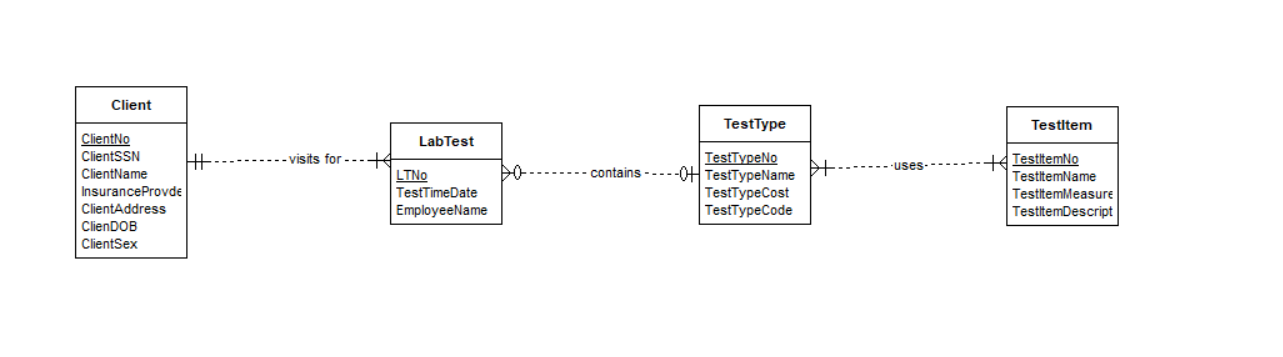 Client
ClientNo
ClientSSN
ClientName
InsuranceProvde
ClientAddress
ClienDOB
ClientSex
visits for
LabTest
LTNo
TestTimeDate
EmployeeName
contains
TestType
TestTypeNo
TestTypeName
TestTypeCost
TestTypeCode
uses
TestItem
TestItemNo
TestItemName
TestItemMeasure
TestItemDescript